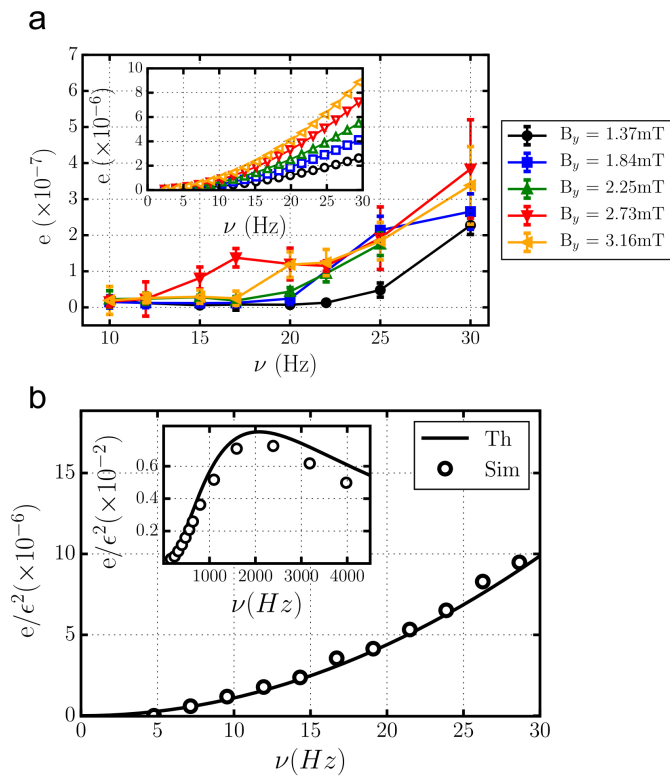 a
e (×10⁻⁷)
7
6
5
4
3
2
1
0
10
15
20
25
30
ν (Hz)
e (×10⁻⁶)
10
8
6
4
2
0
0
5
10
15
20
25
30
ν (Hz)
B_y = 1.37mT
B_y = 1.84mT
B_y = 2.25mT
B_y = 2.73mT
B_y = 3.16mT
b
e/ϵ²(×10⁻⁶)
15
10
5
0
0
5
10
15
20
25
30
ν(Hz)
e/ϵ²(×10⁻²)
0.6
0.4
0.2
1000
2000
3000
4000
ν(Hz)
Th
Sim